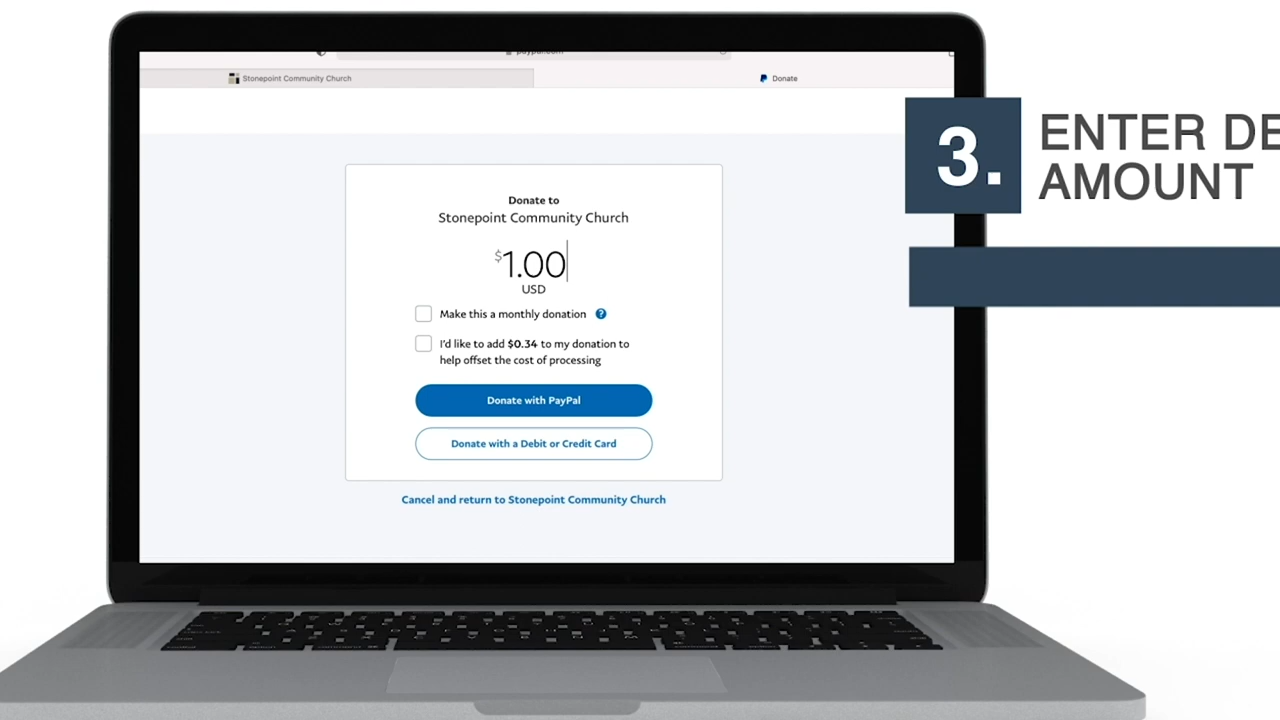 paypal.com
Stonepoint Community Church
Donate
3.
ENTER DE
AMOUNT
Donate to
Stonepoint Community Church
$1.00
USD
Make this a monthly donation ?
I'd like to add $0.34 to my donation to
help offset the cost of processing
Donate with PayPal
Donate with a Debit or Credit Card
Cancel and return to Stonepoint Community Church